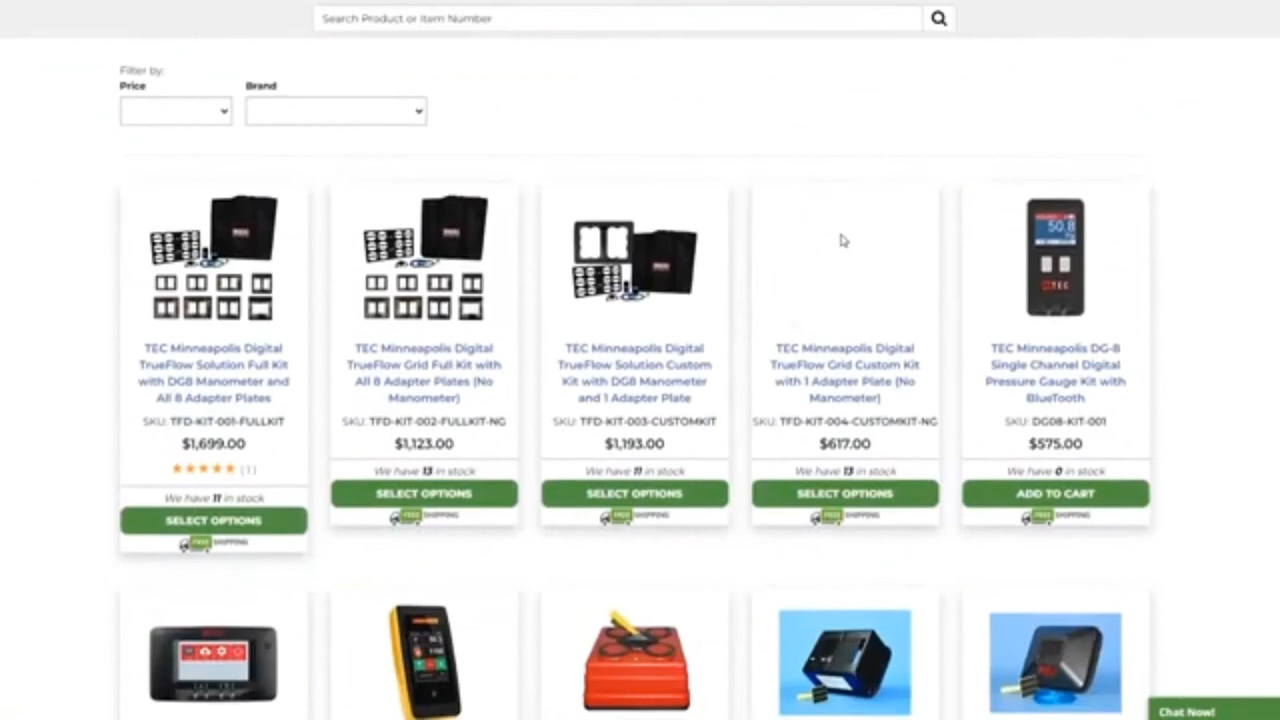 Search Product or Item Number
Filter by:
Price
Brand
TEC Minneapolis Digital
TrueFlow Solution Full Kit
with DG8 Manometer and
All 8 Adapter Plates
SKU: TFD-KIT-001-FULLKIT
$1,699.00
(1)
We have 11 in stock
SELECT OPTIONS
FREE SHIPPING
TEC Minneapolis Digital
TrueFlow Grid Full Kit with
All 8 Adapter Plates (No
Manometer)
SKU: TFD-KIT-002-FULLKIT-NG
$1,123.00
We have 13 in stock
SELECT OPTIONS
FREE SHIPPING
TEC Minneapolis Digital
TrueFlow Solution Custom
Kit with DG8 Manometer
and 1 Adapter Plate
SKU: TFD-KIT-003-CUSTOMKIT
$1,193.00
We have 11 in stock
SELECT OPTIONS
FREE SHIPPING
TEC Minneapolis Digital
TrueFlow Grid Custom Kit
with 1 Adapter Plate (No
Manometer)
SKU: TFD-KIT-004-CUSTOMKIT-NG
$617.00
We have 13 in stock
SELECT OPTIONS
FREE SHIPPING
50.8
TEC
TEC Minneapolis DG-8
Single Channel Digital
Pressure Gauge Kit with
BlueTooth
SKU: DG08-KIT-001
$575.00
We have 0 in stock
ADD TO CART
FREE SHIPPING
Chat Now!